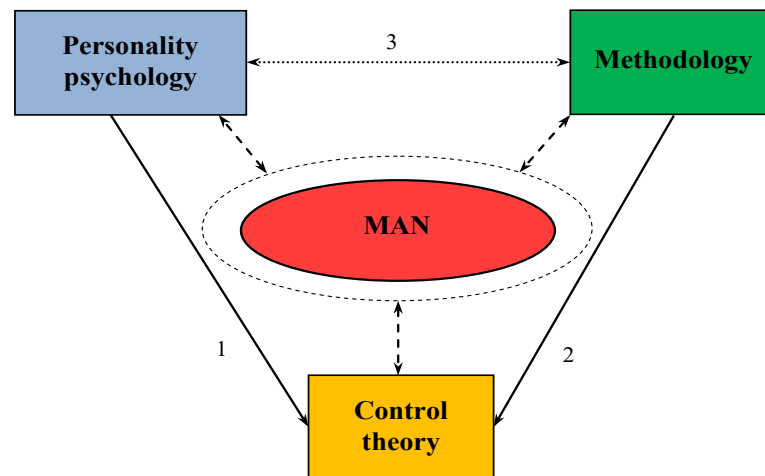 Personality
psychology
3
Methodology
MAN
1
2
Control
theory